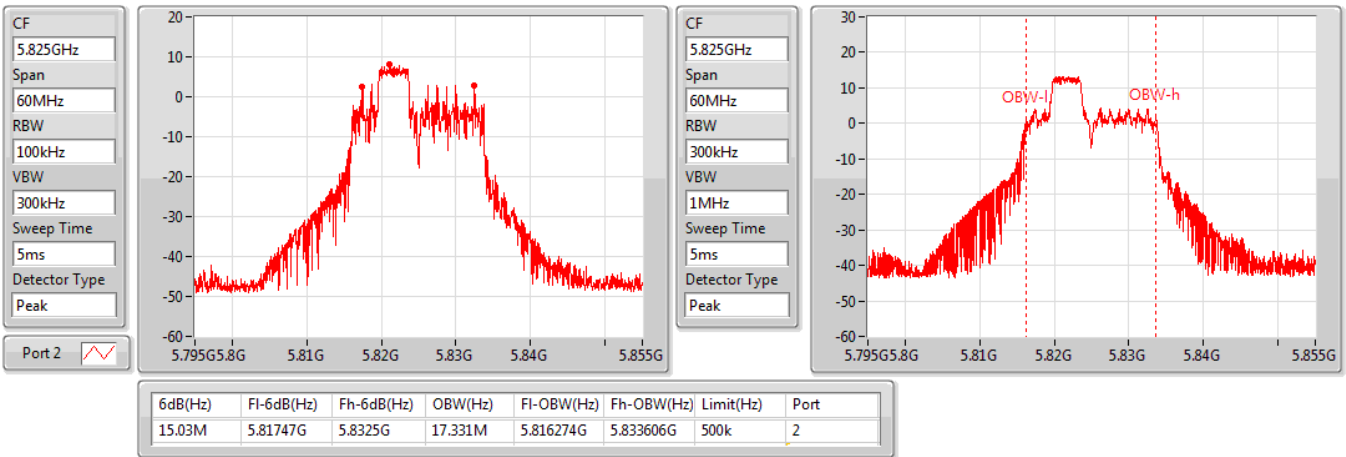 CF
5.825GHz
Span
60MHz
RBW
100kHz
VBW
300kHz
Sweep Time
5ms
Detector Type
Peak
Port 2
20
10
0
-10
-20
-30
-40
-50
-60
5.795G 5.8G 5.81G 5.82G 5.83G 5.84G 5.855G
CF
5.825GHz
Span
60MHz
RBW
300kHz
VBW
1MHz
Sweep Time
5ms
Detector Type
Peak
30
20
10
0
-10
-20
-30
-40
-50
-60
OBW-l OBW-h
5.795G 5.8G 5.81G 5.82G 5.83G 5.84G 5.855G
6dB(Hz) Fl-6dB(Hz) Fh-6dB(Hz) OBW(Hz) Fl-OBW(Hz) Fh-OBW(Hz) Limit(Hz) Port
15.03M 5.81747G 5.8325G 17.331M 5.816274G 5.833606G 500k 2